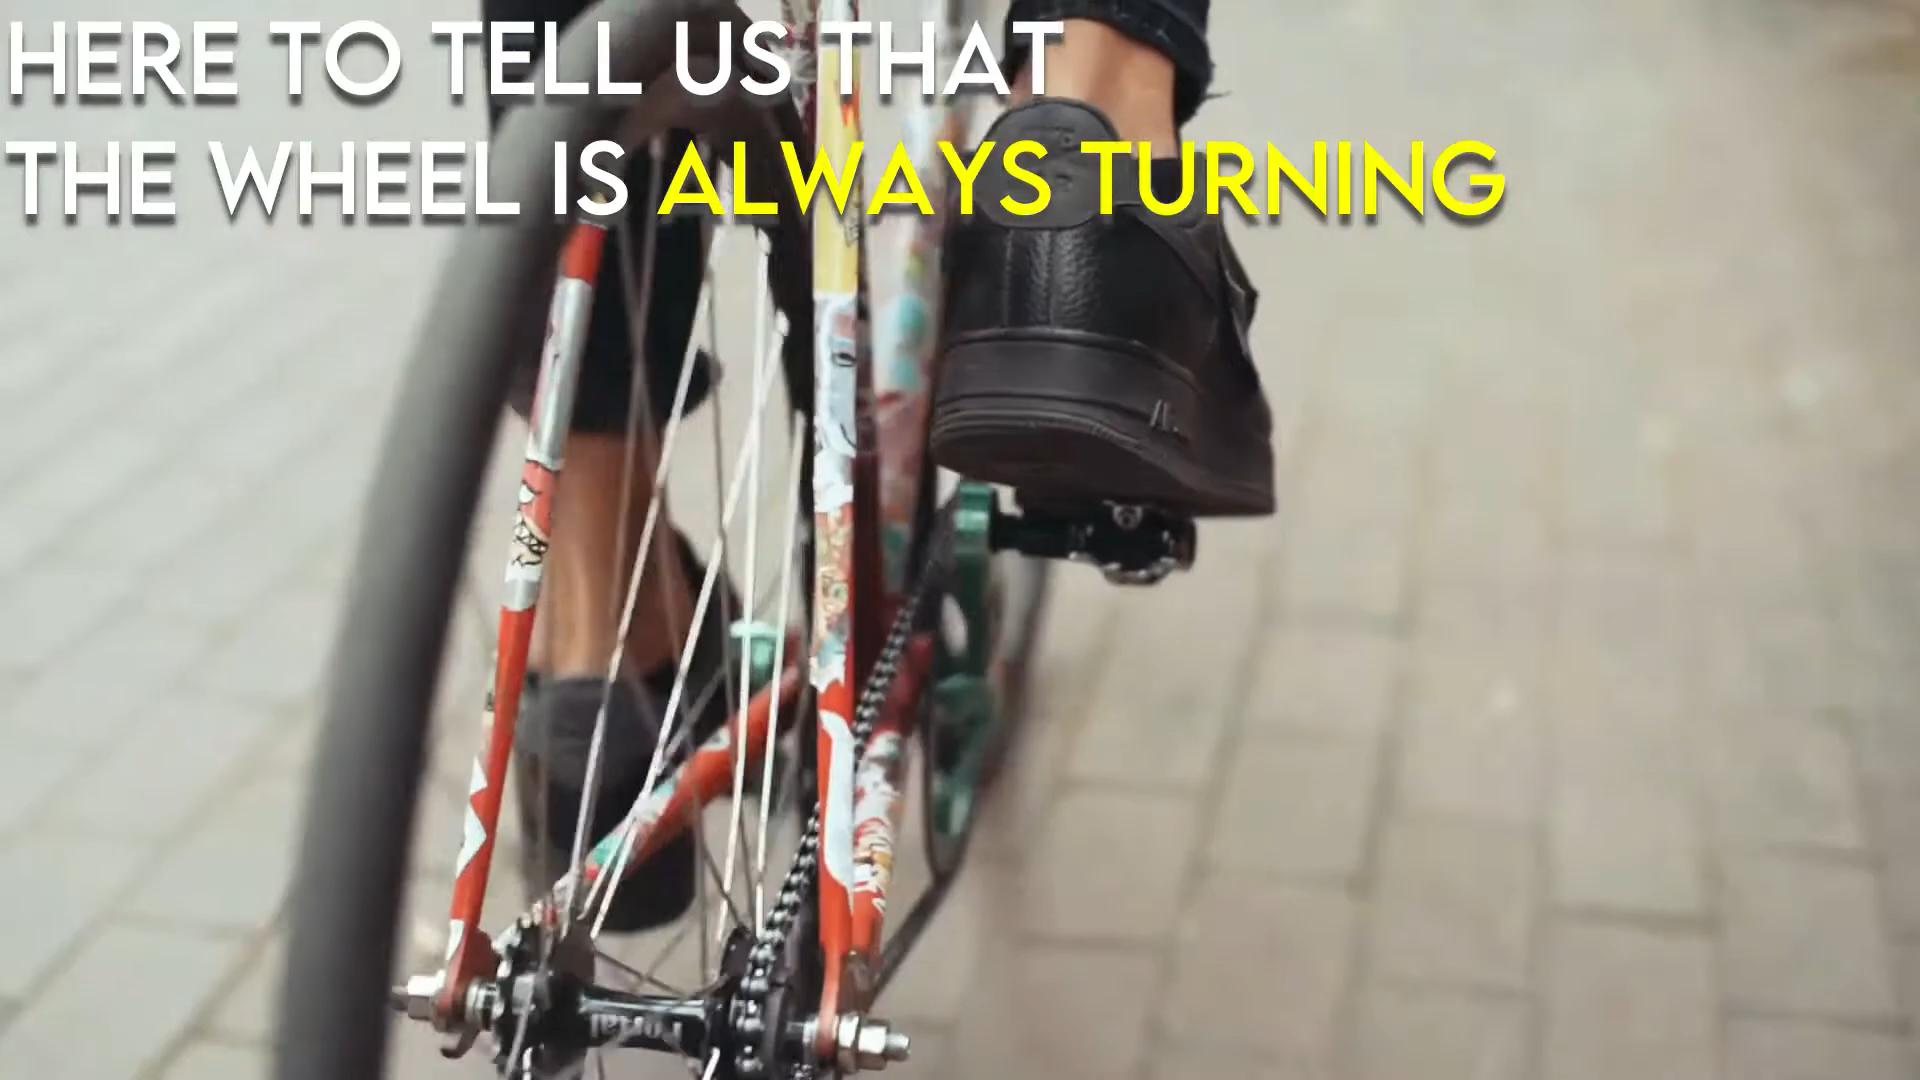 HERE TO TELL US THAT
THE WHEEL IS ALWAYS TURNING